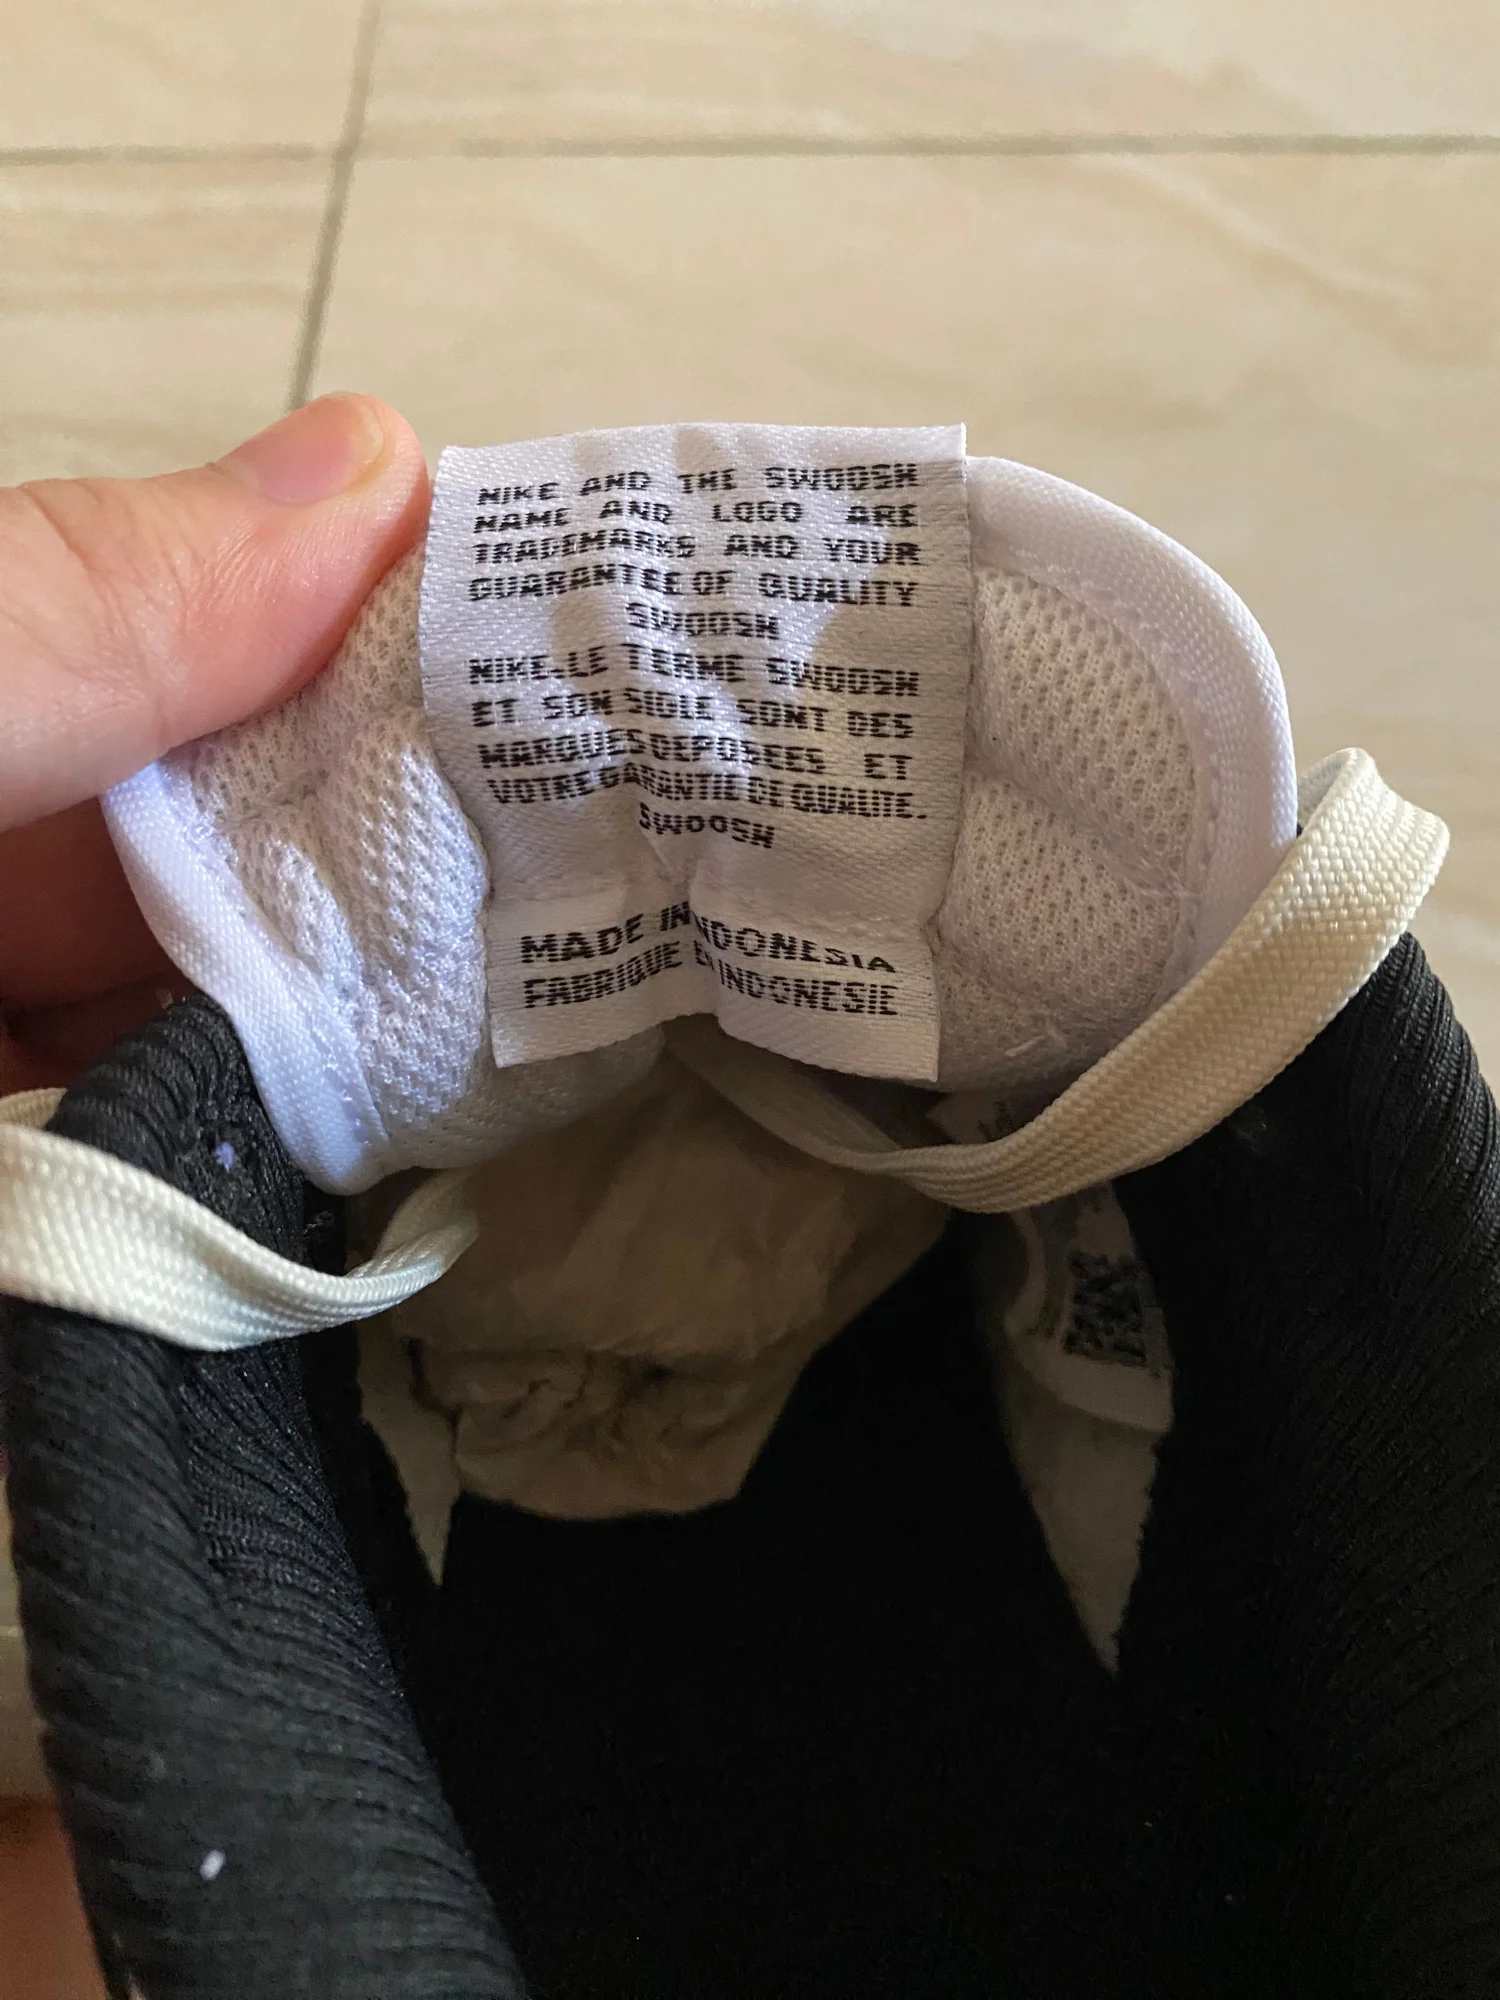 NIKE AND THE SWOOSH
NAME AND LOGO ARE
TRADEMARKS AND YOUR
GUARANTEE OF QUALITY
SWOOSH
NIKE-LE TERME SWOOSH
ET SON SIGLE SONT DES
MARQUES DEPOSEES ET
VOTRE GARANTIE DE QUALITE.
SWOOSH
MADE IN INDONESIA
FABRIQUE EN INDONESIE